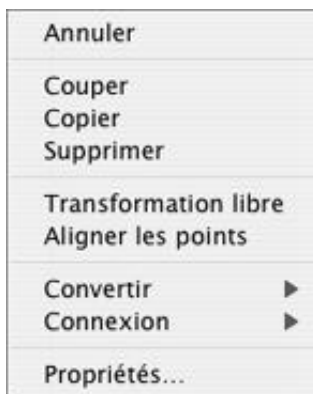 Annuler
Couper
Copier
Supprimer
Transformation libre
Aligner les points
Convertir
Connexion
Propriétés...